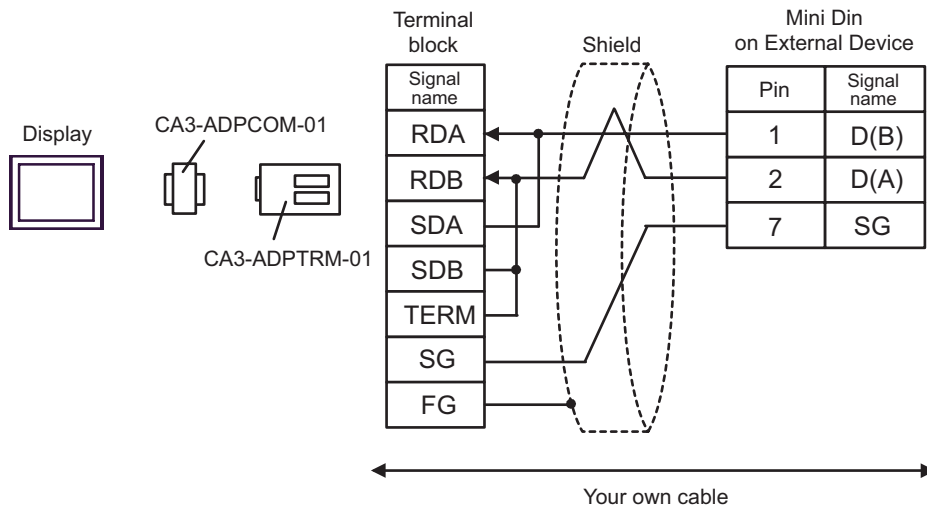 Terminal
block
Shield
Mini Din
on External Device
Display
CA3-ADPCOM-01
CA3-ADPTRM-01
Signal
name
RDA
RDB
SDA
SDB
TERM
SG
FG
Pin
Signal
name
1
D(B)
2
D(A)
7
SG
Your own cable